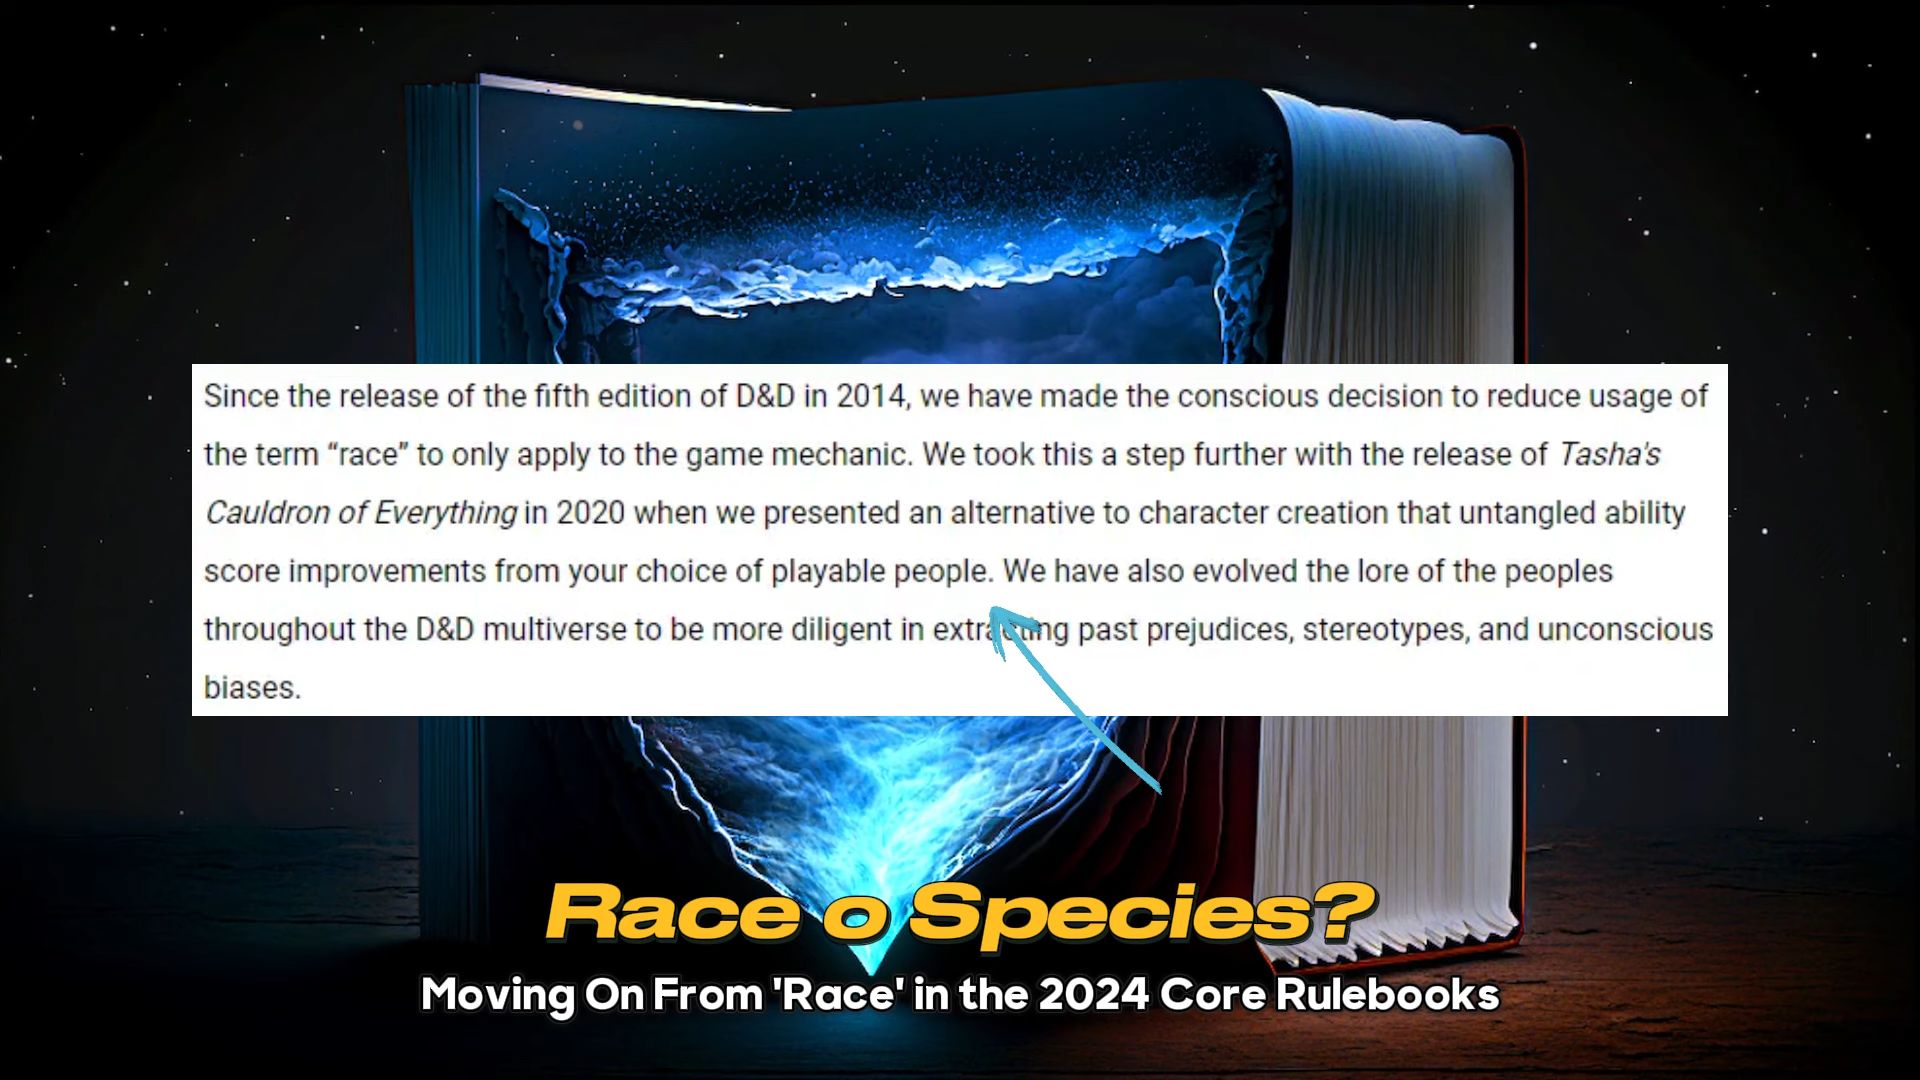 Since the release of the fifth edition of D&D in 2014, we have made the conscious decision to reduce usage of
the term “race” to only apply to the game mechanic. We took this a step further with the release of Tasha's
Cauldron of Everything in 2020 when we presented an alternative to character creation that untangled ability
score improvements from your choice of playable people. We have also evolved the lore of the peoples
throughout the D&D multiverse to be more diligent in extracting past prejudices, stereotypes, and unconscious
biases.
Race o Species?
Moving On From 'Race' in the 2024 Core Rulebooks